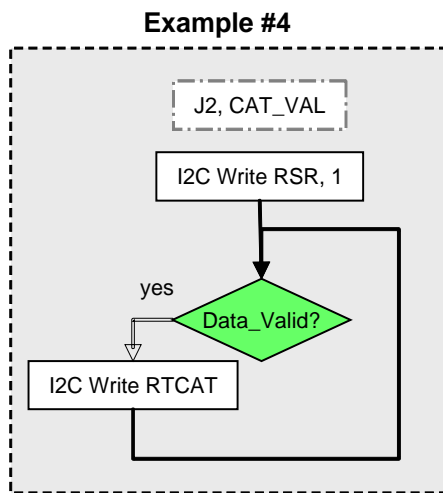 Example #4
J2, CAT_VAL
I2C Write RSR, 1
yes
Data_Valid?
I2C Write RTCAT